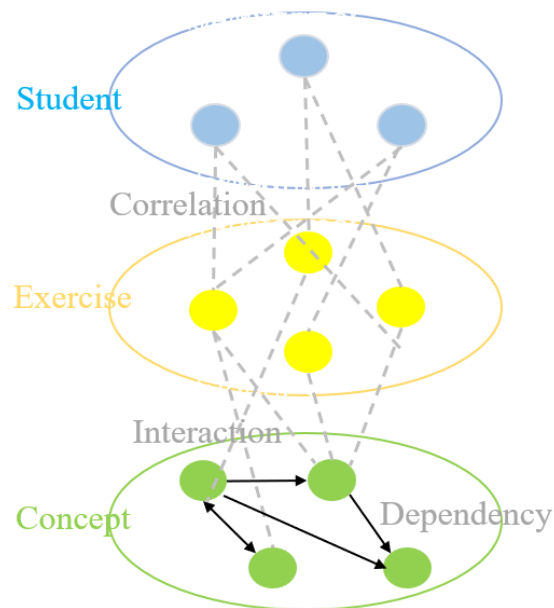 Student
Correlation
Exercise
Interaction
Concept
Dependency